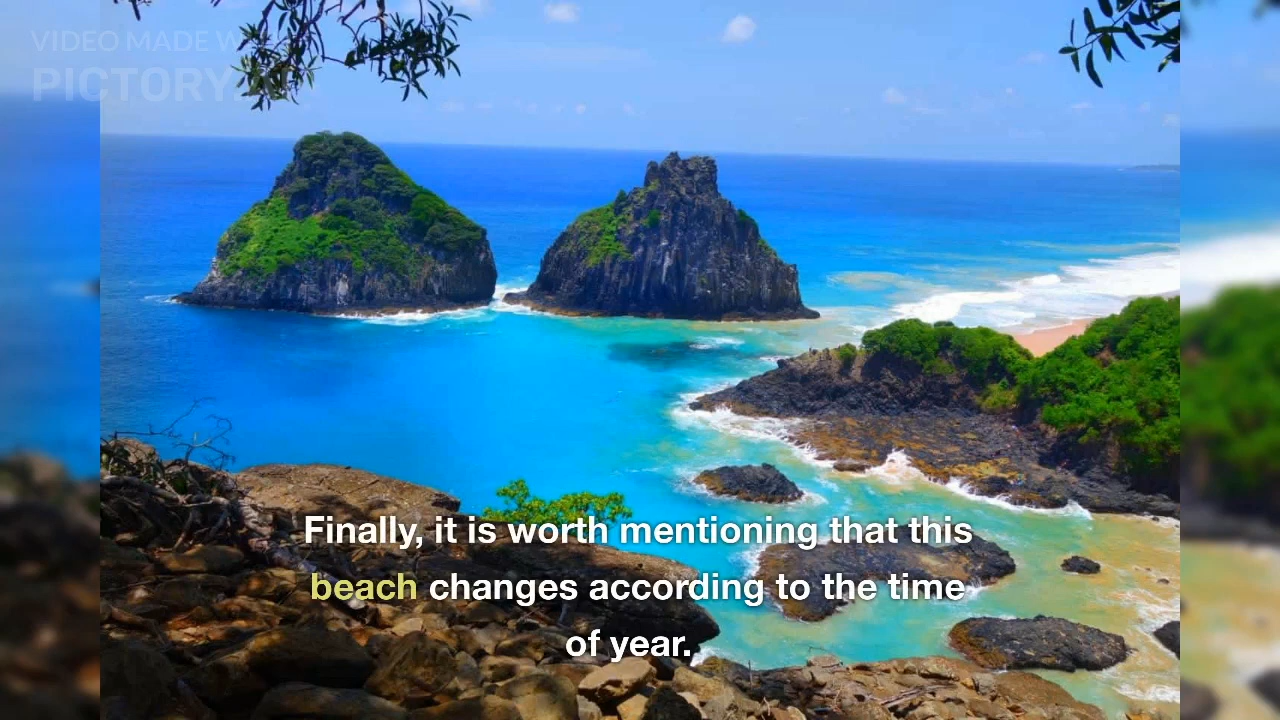 VIDEO MADE W
PICTORY.
Finally, it is worth mentioning that this
beach changes according to the time
of year.